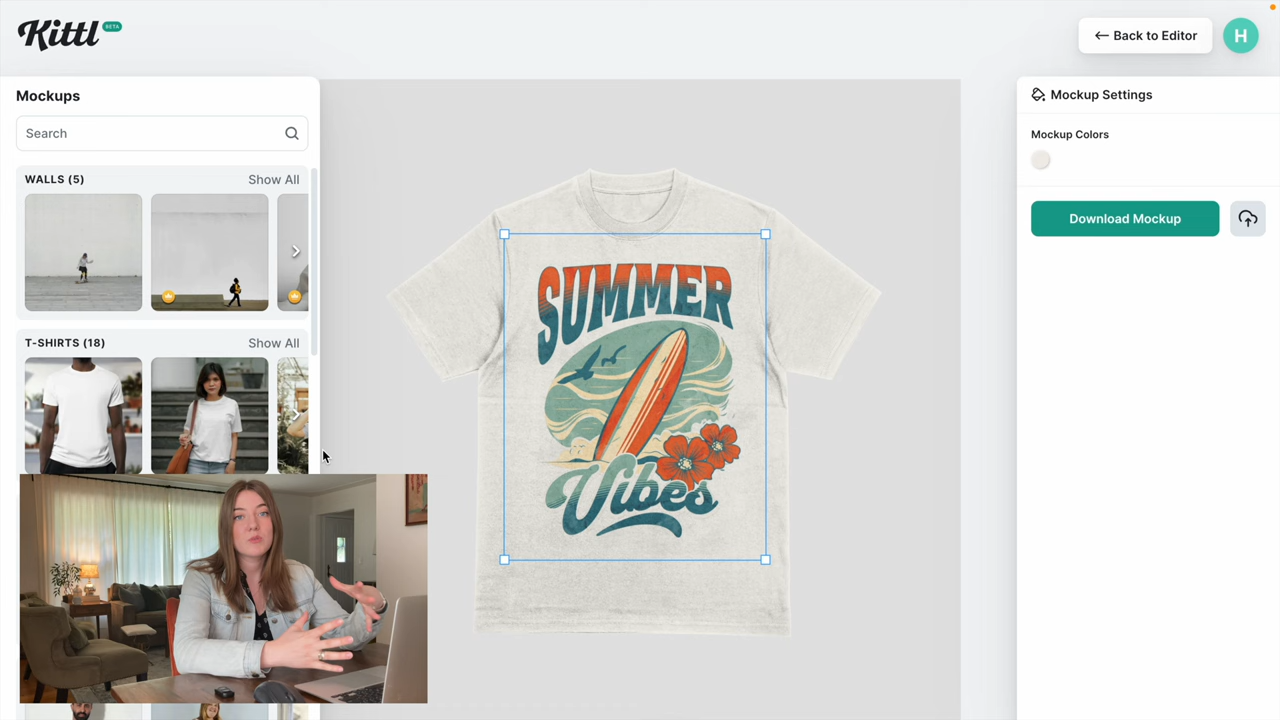 Kittl BETA
← Back to Editor
H
Mockups
Search
WALLS (5)
Show All
T-SHIRTS (18)
Show All
SUMMER
Vibes
Mockup Settings
Mockup Colors
Download Mockup